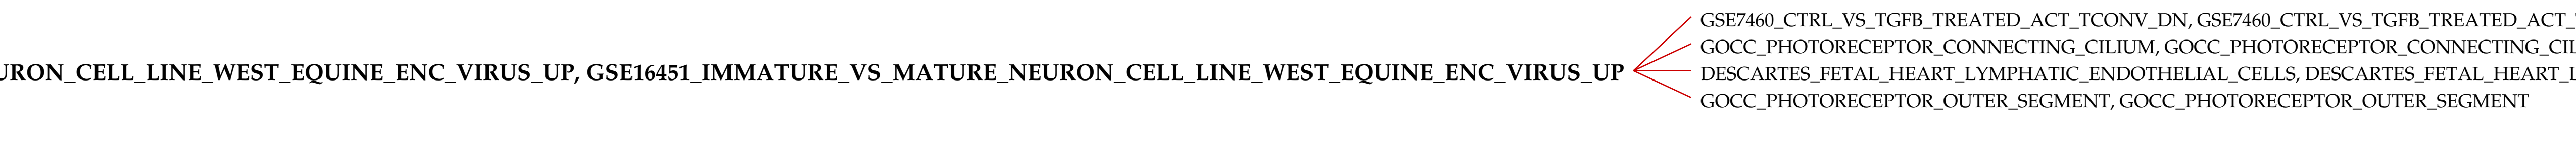 GSE7460_CTRL_VS_TGFB_TREATED_ACT_TCONV_DN, GSE7460_CTRL_VS_TGFB_TREATED_ACT_
GOCC_PHOTORECEPTOR_CONNECTING_CILIUM, GOCC_PHOTORECEPTOR_CONNECTING_CIL
URON_CELL_LINE_WEST_EQUINE_ENC_VIRUS_UP, GSE16451_IMMATURE_VS_MATURE_NEURON_CELL_LINE_WEST_EQUINE_ENC_VIRUS_UP
DESCARTES_FETAL_HEART_LYMPHATIC_ENDOTHELIAL_CELLS, DESCARTES_FETAL_HEART_L
GOCC_PHOTORECEPTOR_OUTER_SEGMENT, GOCC_PHOTORECEPTOR_OUTER_SEGMENT